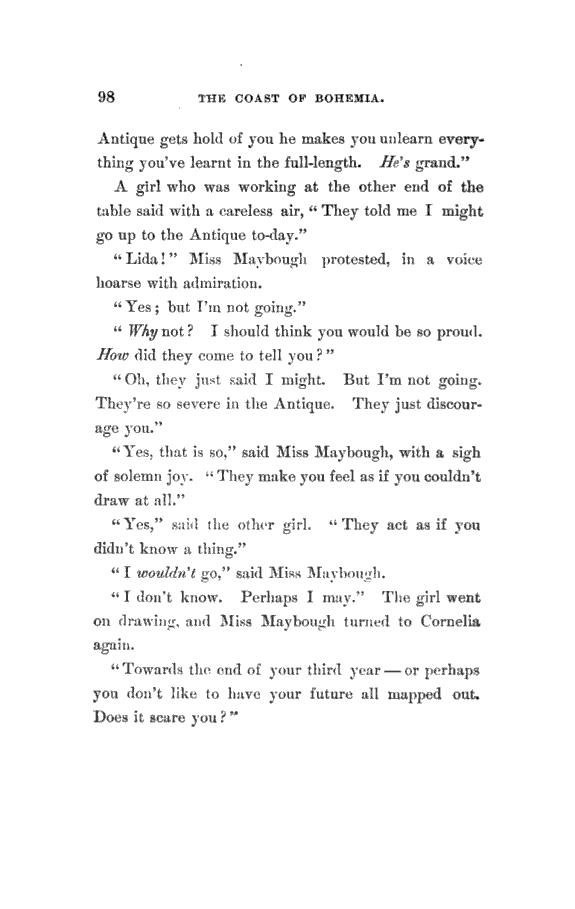 98 THE COAST OF BOHEMIA.
Antique gets hold of you he makes you unlearn every-
thing you've learnt in the full-length. He's grand."
A girl who was working at the other end of the
table said with a careless air, "They told me I might
go up to the Antique to-day."
"Lida!" Miss Maybough protested, in a voice
hoarse with admiration.
"Yes; but I'm not going."
"Why not? I should think you would be so proud.
How did they come to tell you?"
"Oh, they just said I might. But I'm not going.
They're so severe in the Antique. They just discour-
age you."
"Yes, that is so," said Miss Maybough, with a sigh
of solemn joy. "They make you feel as if you couldn't
draw at all."
"Yes," said the other girl. "They act as if you
didn't know a thing."
"I wouldn't go," said Miss Maybough.
"I don't know. Perhaps I may." The girl went
on drawing, and Miss Maybough turned to Cornelia
again.
"Towards the end of your third year — or perhaps
you don't like to have your future all mapped out.
Does it scare you?"